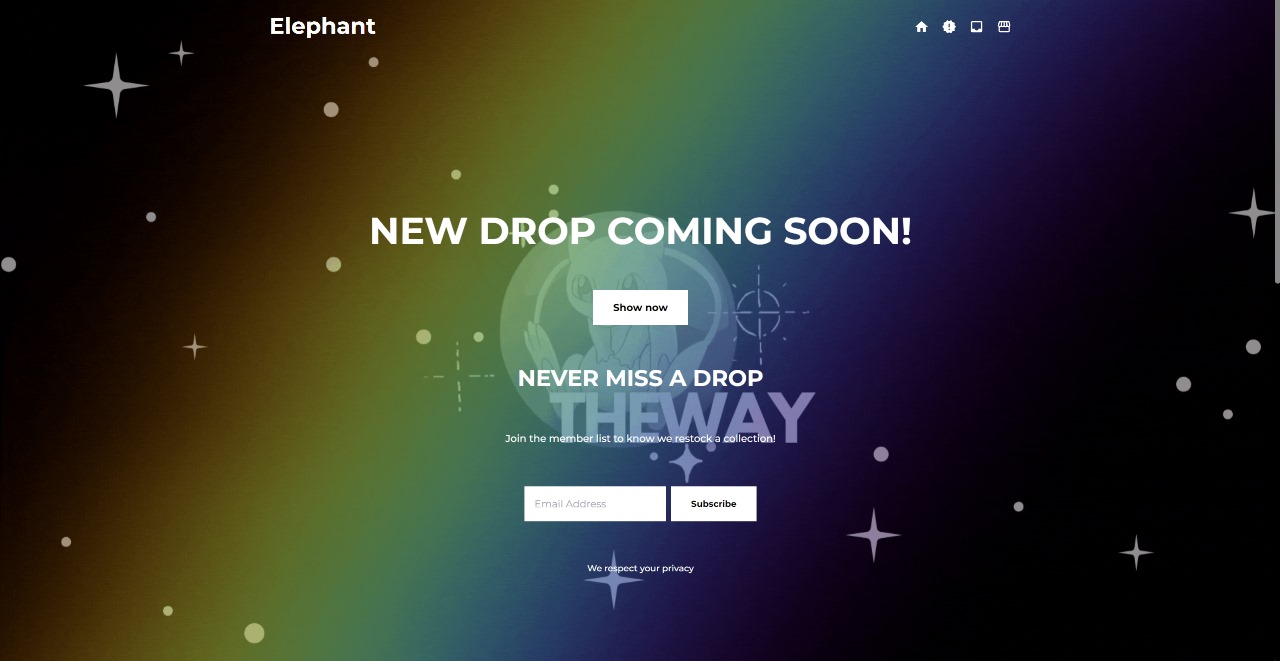 Elephant
NEW DROP COMING SOON!
Show now
NEVER MISS A DROP
THEWAY
Join the member list to know we restock a collection!
Email Address
Subscribe
We respect your privacy